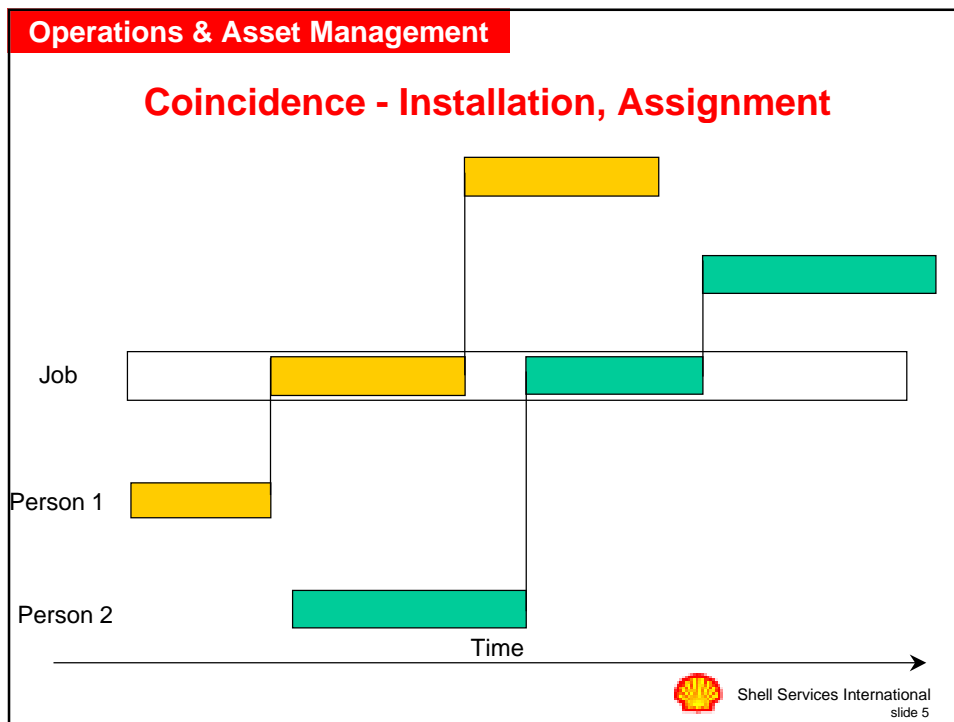 Operations & Asset Management
Coincidence - Installation, Assignment
Job
Person 1
Person 2
Time
Shell Services International
slide 5